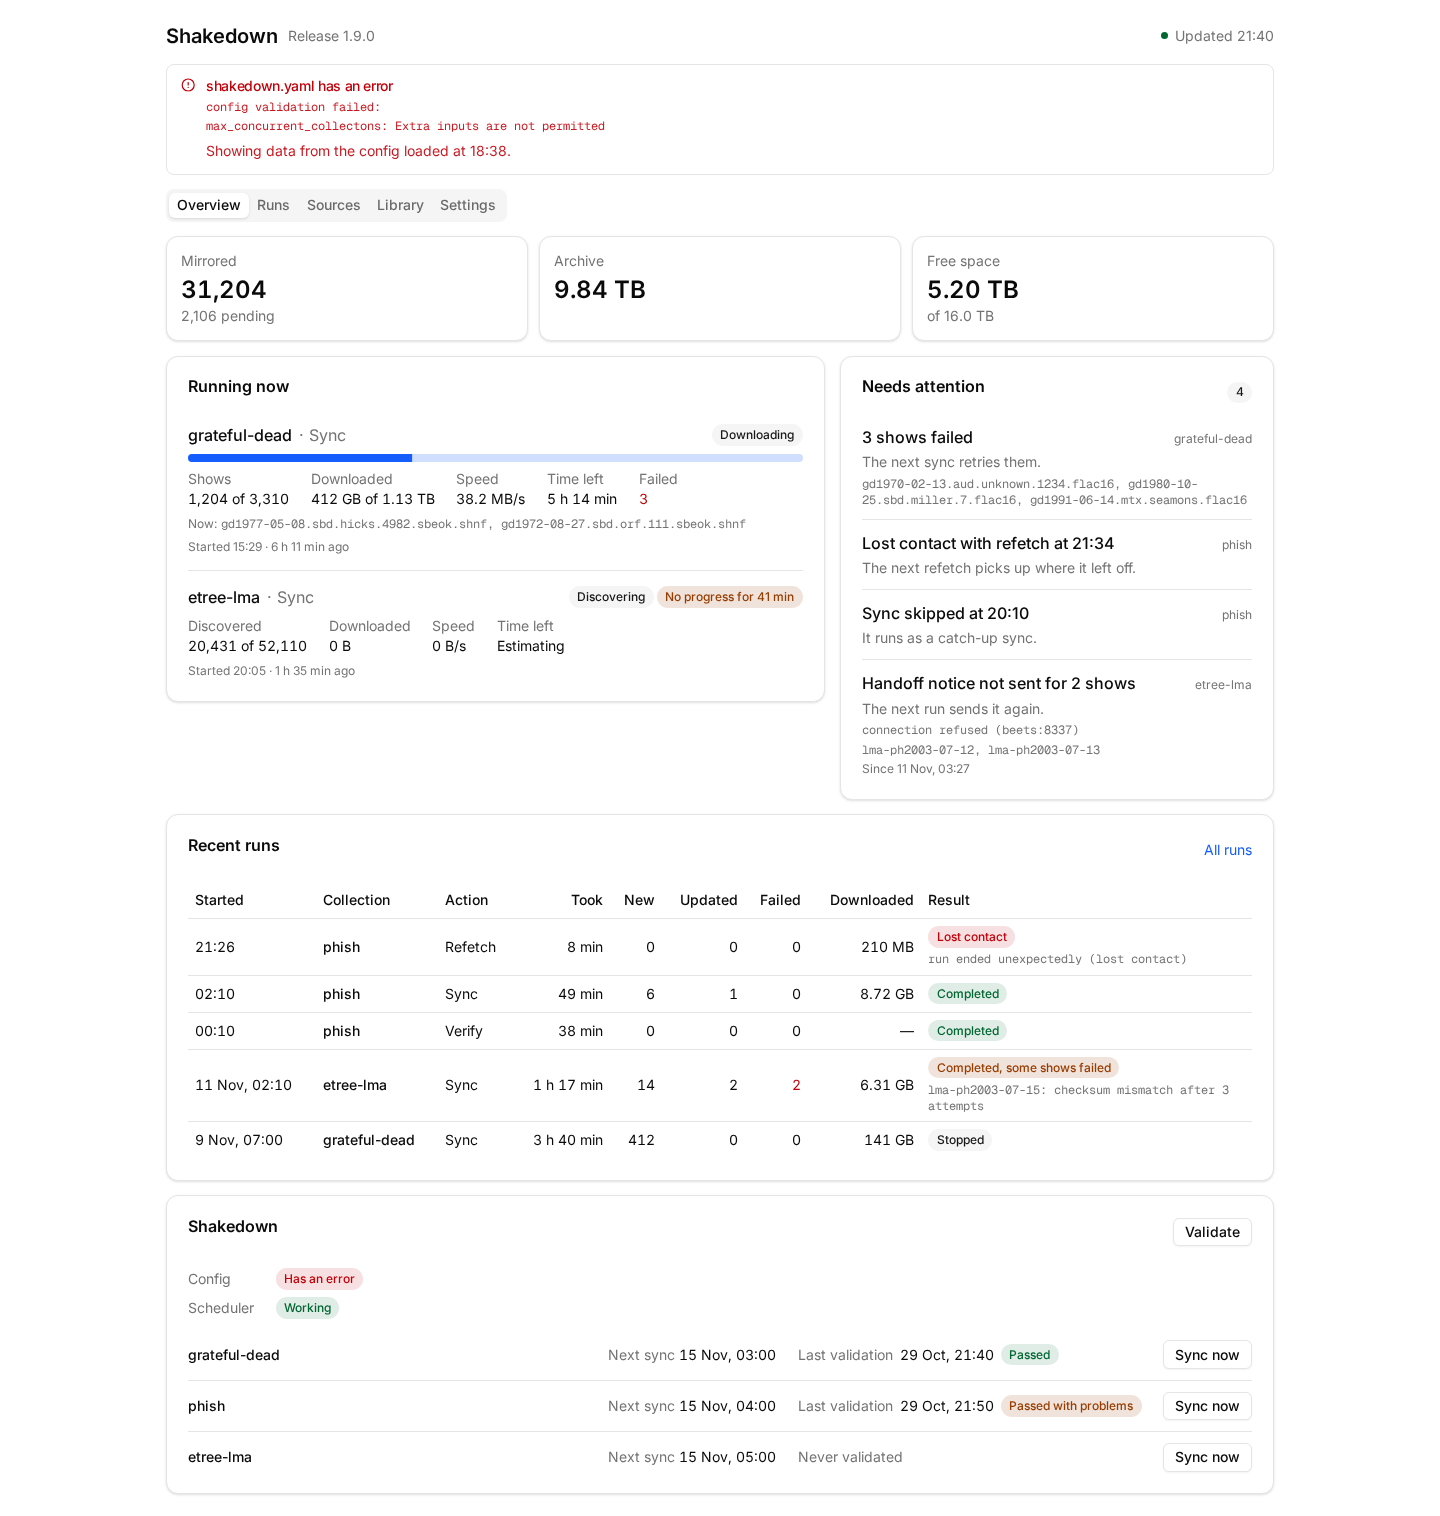 Shakedown Release 1.9.0
Updated 21:40
shakedown.yaml has an error
config validation failed:
max_concurrent_collectons: Extra inputs are not permitted
Showing data from the config loaded at 18:38.
Overview Runs Sources Library Settings
Mirrored
31,204
2,106 pending
Archive
9.84 TB
Free space
5.20 TB
of 16.0 TB
Running now
grateful-dead · Sync
Downloading
Shows Downloaded Speed Time left Failed
1,204 of 3,310 412 GB of 1.13 TB 38.2 MB/s 5 h 14 min 3
Now: gd1977-05-08.sbd.hicks.4982.sbeok.shnf, gd1972-08-27.sbd.orf.111.sbeok.shnf
Started 15:29 · 6 h 11 min ago
etree-lma · Sync
Discovering No progress for 41 min
Discovered Downloaded Speed Time left
20,431 of 52,110 0 B 0 B/s Estimating
Started 20:05 · 1 h 35 min ago
Needs attention
4
3 shows failed
grateful-dead
The next sync retries them.
gd1970-02-13.aud.unknown.1234.flac16, gd1980-10-
25.sbd.miller.7.flac16, gd1991-06-14.mtx.seamons.flac16
Lost contact with refetch at 21:34
phish
The next refetch picks up where it left off.
Sync skipped at 20:10
phish
It runs as a catch-up sync.
Handoff notice not sent for 2 shows
etree-lma
The next run sends it again.
connection refused (beets:8337)
lma-ph2003-07-12, lma-ph2003-07-13
Since 11 Nov, 03:27
Recent runs
All runs
Started Collection Action Took New Updated Failed Downloaded Result
21:26 phish Refetch 8 min 0 0 0 210 MB Lost contact
run ended unexpectedly (lost contact)
02:10 phish Sync 49 min 6 1 0 8.72 GB Completed
00:10 phish Verify 38 min 0 0 0 — Completed
11 Nov, 02:10 etree-lma Sync 1 h 17 min 14 2 2 6.31 GB Completed, some shows failed
lma-ph2003-07-15: checksum mismatch after 3
attempts
9 Nov, 07:00 grateful-dead Sync 3 h 40 min 412 0 0 141 GB Stopped
Shakedown
Validate
Config Has an error
Scheduler Working
grateful-dead Next sync 15 Nov, 03:00 Last validation 29 Oct, 21:40 Passed Sync now
phish Next sync 15 Nov, 04:00 Last validation 29 Oct, 21:50 Passed with problems Sync now
etree-lma Next sync 15 Nov, 05:00 Never validated Sync now